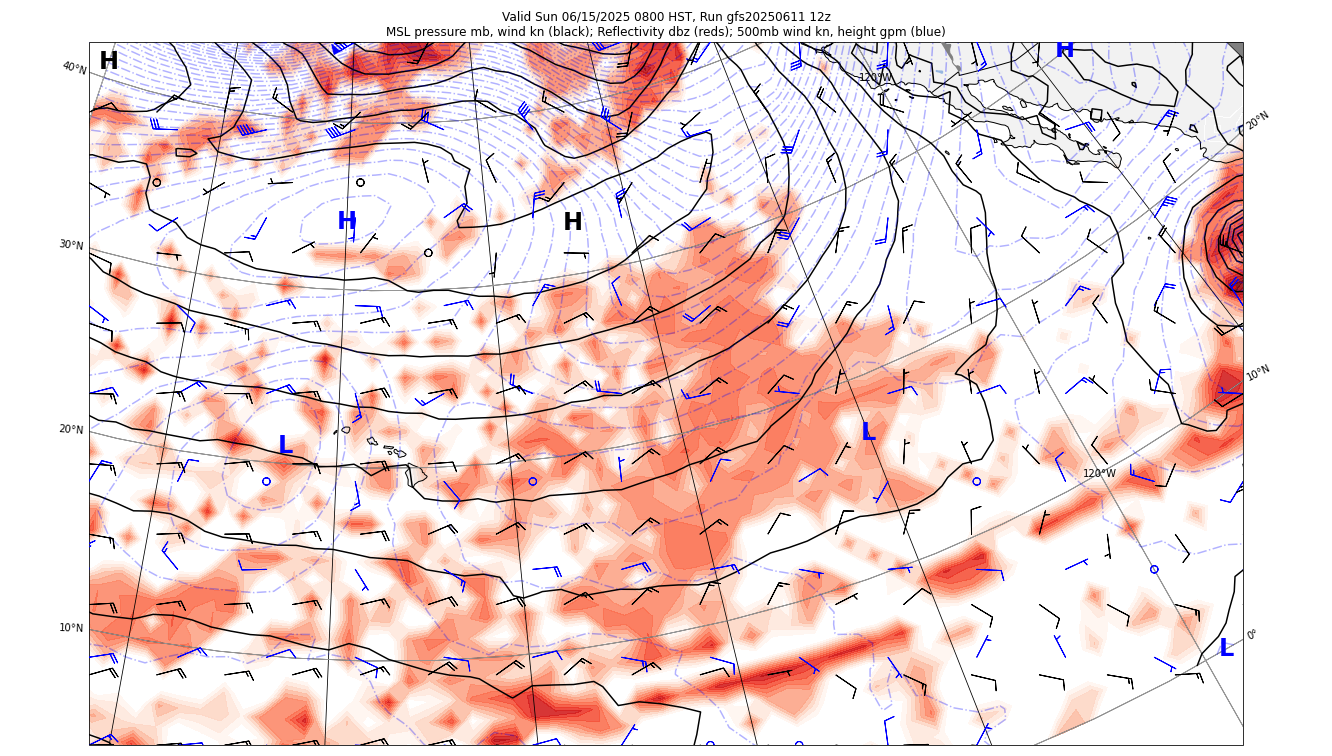 Valid Sun 06/15/2025 0800 HST, Run gfs20250611 12z
MSL pressure mb, wind kn (black); Reflectivity dbz (reds); 500mb wind kn, height gpm (blue)
H
H
40°N
120°W
20°N
H
H
30°N
10°N
L
L
20°N
120°W
10°N
0°
L